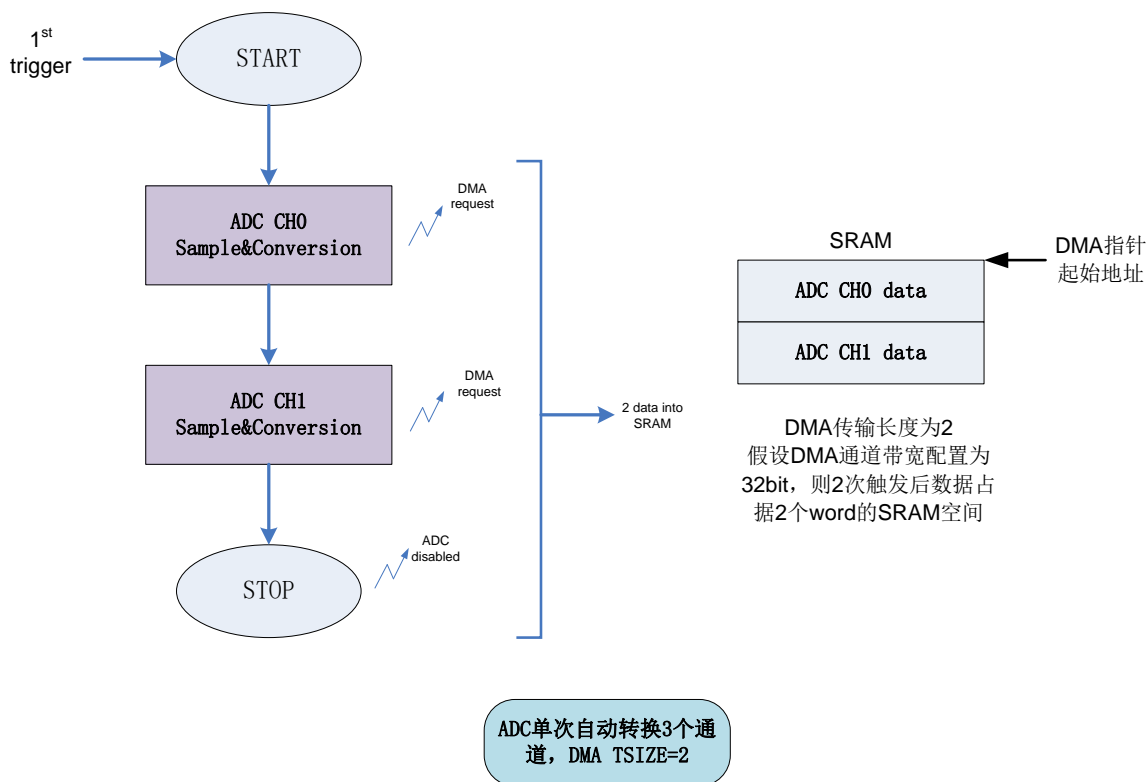 1st
trigger
START
ADC CH0
Sample&Conversion
DMA
request
ADC CH1
Sample&Conversion
DMA
request
STOP
ADC
disabled
2 data into
SRAM
SRAM
ADC CH0 data
ADC CH1 data
DMA指针
起始地址
DMA传输长度为2
假设DMA通道带宽配置为
32bit，则2次触发后数据占
据2个word的SRAM空间
ADC单次自动转换3个通
道，DMA TSIZE=2